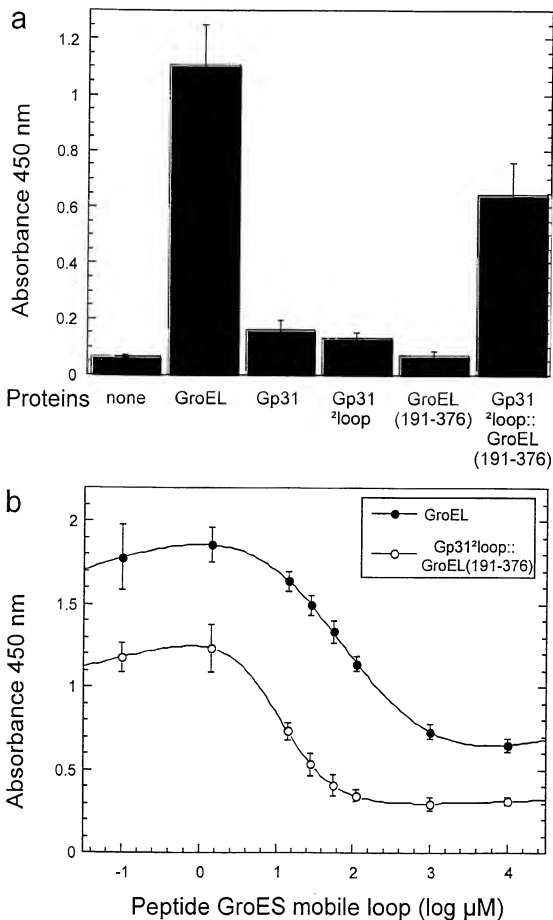 a
Absorbance 450 nm
1.2
1
0.8
0.6
0.4
0.2
0
Proteins
none
GroEL
Gp31
Gp31
²loop
GroEL
(191-376)
Gp31
²loop::
GroEL
(191-376)
b
GroEL
Gp31²loop::
GroEL(191-376)
Absorbance 450 nm
2
1.5
1
0.5
0
-1
0
1
2
3
4
Peptide GroES mobile loop (log µM)